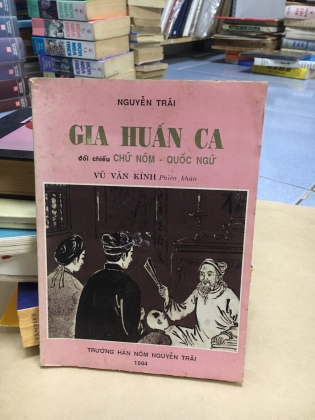 NGUYỄN TRÃI
GIA HUẤN CA
đối chiếu CHỮ NÔM - QUỐC NGỮ
VŨ VĂN KÍNH Phiên khảo
TRƯỜNG HÁN NÔM NGUYỄN TRÃI
1994